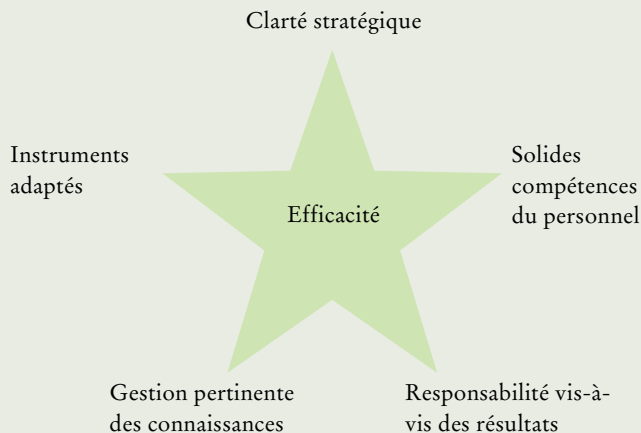 Clarté stratégique
Instruments
adaptés
Solides
compétences
du personnel
Efficacité
Gestion pertinente
des connaissances
Responsabilité vis-à-
vis des résultats